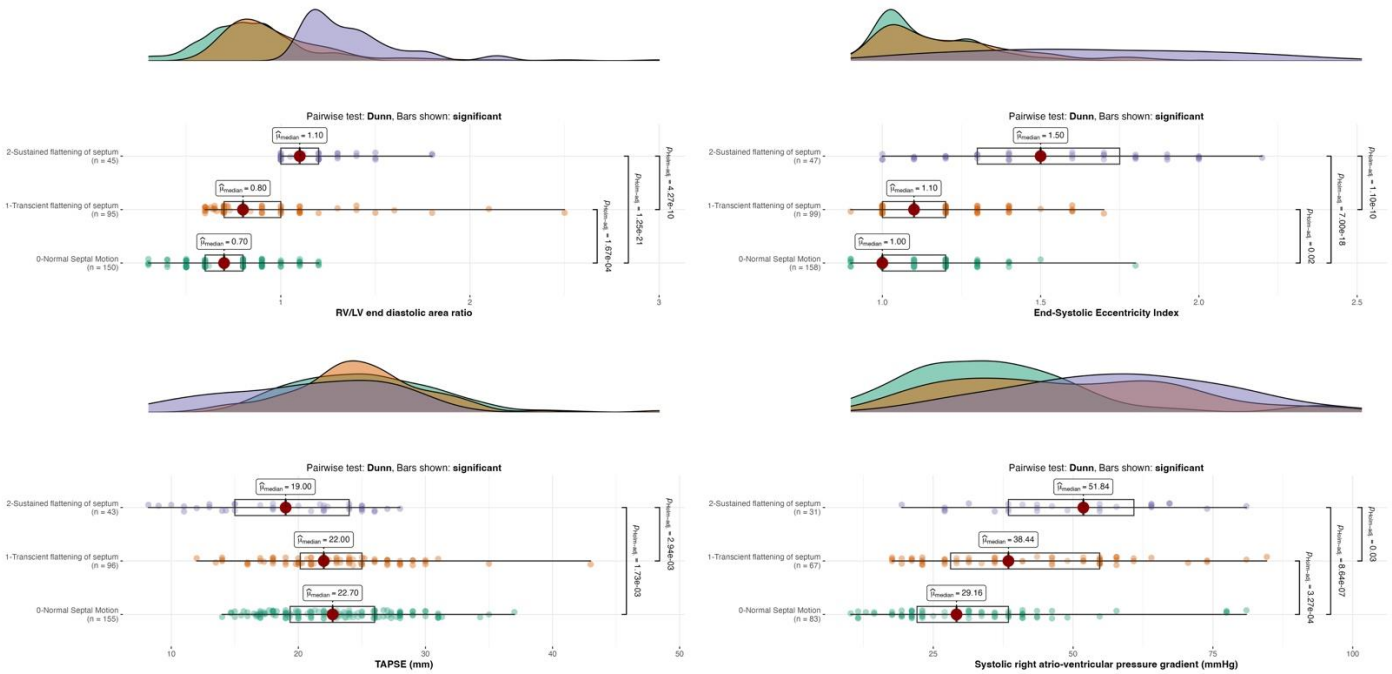 Pairwise test: Dunn, Bars shown: significant
μ̂median = 1.10
2-Sustained flattening of septum
(n = 45)
μ̂median = 0.80
1-Transient flattening of septum
(n = 95)
μ̂median = 0.70
0-Normal Septal Motion
(n = 150)
pHolm-adj. = 4.27e-10
pHolm-adj. = 1.25e-21
pHolm-adj. = 1.67e-04
1 2 3
RV/LV end diastolic area ratio
Pairwise test: Dunn, Bars shown: significant
μ̂median = 1.50
2-Sustained flattening of septum
(n = 47)
μ̂median = 1.10
1-Transient flattening of septum
(n = 99)
μ̂median = 1.00
0-Normal Septal Motion
(n = 158)
pHolm-adj. = 1.10e-10
pHolm-adj. = 7.00e-18
pHolm-adj. = 0.02
1.0 1.5 2.0 2.5
End-Systolic Eccentricity Index
Pairwise test: Dunn, Bars shown: significant
μ̂median = 19.00
2-Sustained flattening of septum
(n = 43)
μ̂median = 22.00
1-Transient flattening of septum
(n = 96)
μ̂median = 22.70
0-Normal Septal Motion
(n = 155)
pHolm-adj. = 2.94e-03
pHolm-adj. = 1.73e-03
10 20 30 40 50
TAPSE (mm)
Pairwise test: Dunn, Bars shown: significant
μ̂median = 51.84
2-Sustained flattening of septum
(n = 31)
μ̂median = 38.44
1-Transient flattening of septum
(n = 67)
μ̂median = 29.16
0-Normal Septal Motion
(n = 83)
pHolm-adj. = 0.03
pHolm-adj. = 8.64e-07
pHolm-adj. = 3.27e-04
25 50 75 100
Systolic right atrio-ventricular pressure gradient (mmHg)